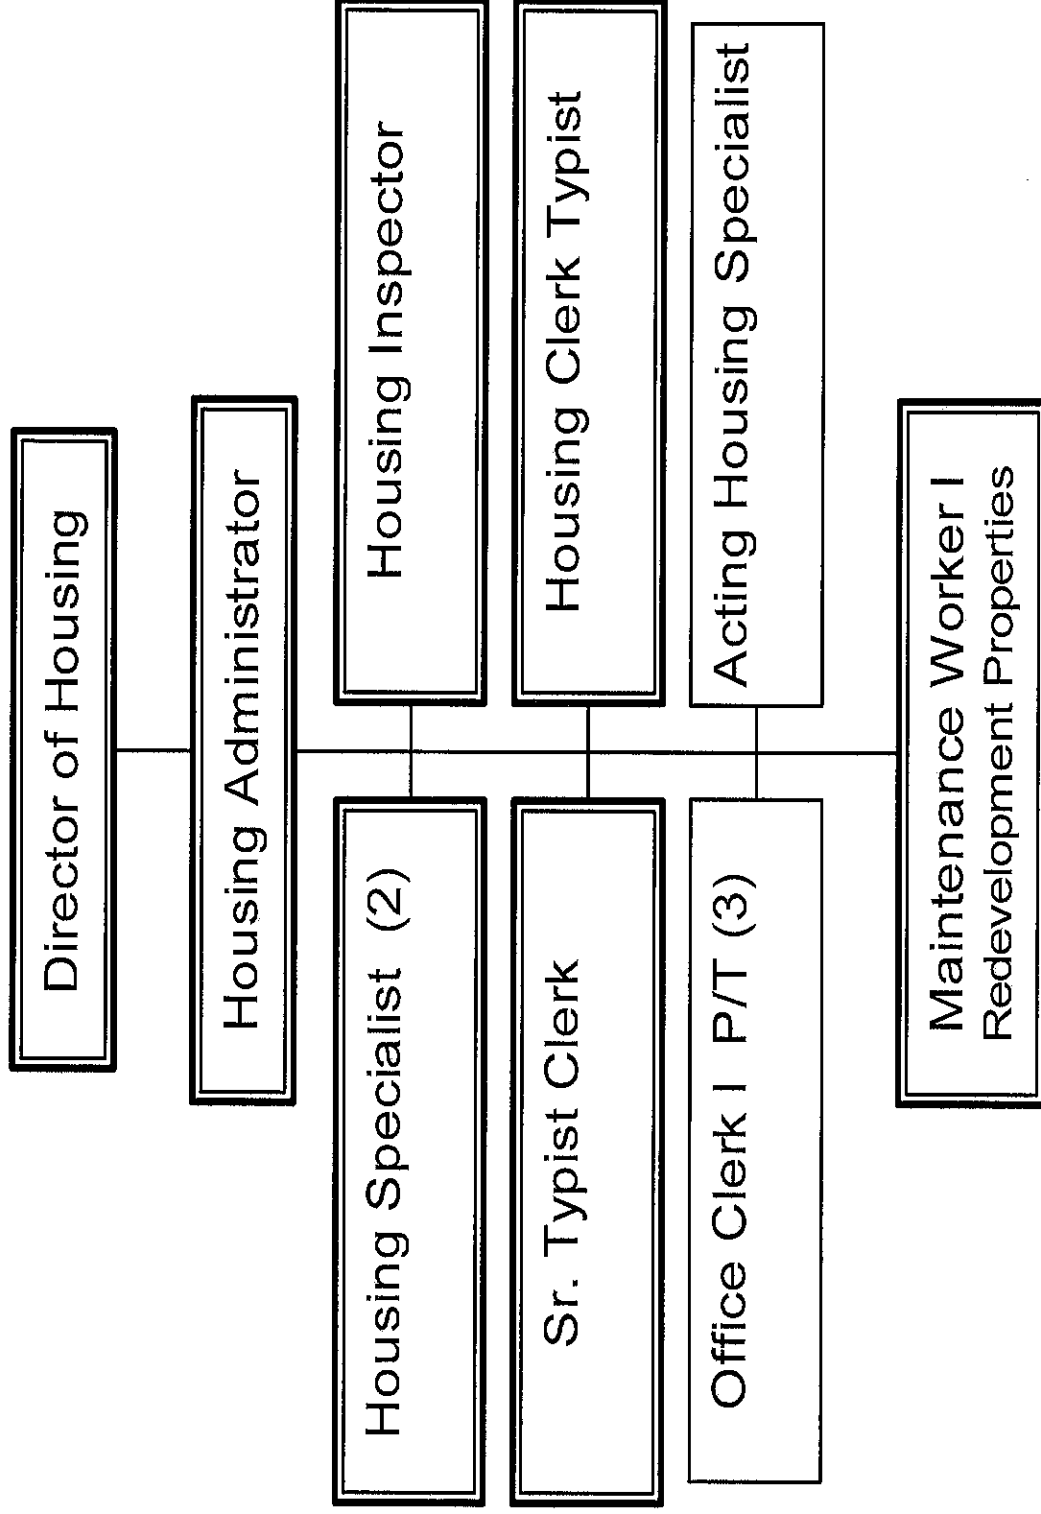 Director of Housing
Housing Administrator
Housing Specialist (2)
Housing Inspector
Sr. Typist Clerk
Housing Clerk Typist
Office Clerk I P/T (3)
Acting Housing Specialist
Maintenance Worker I
Redevelopment Properties